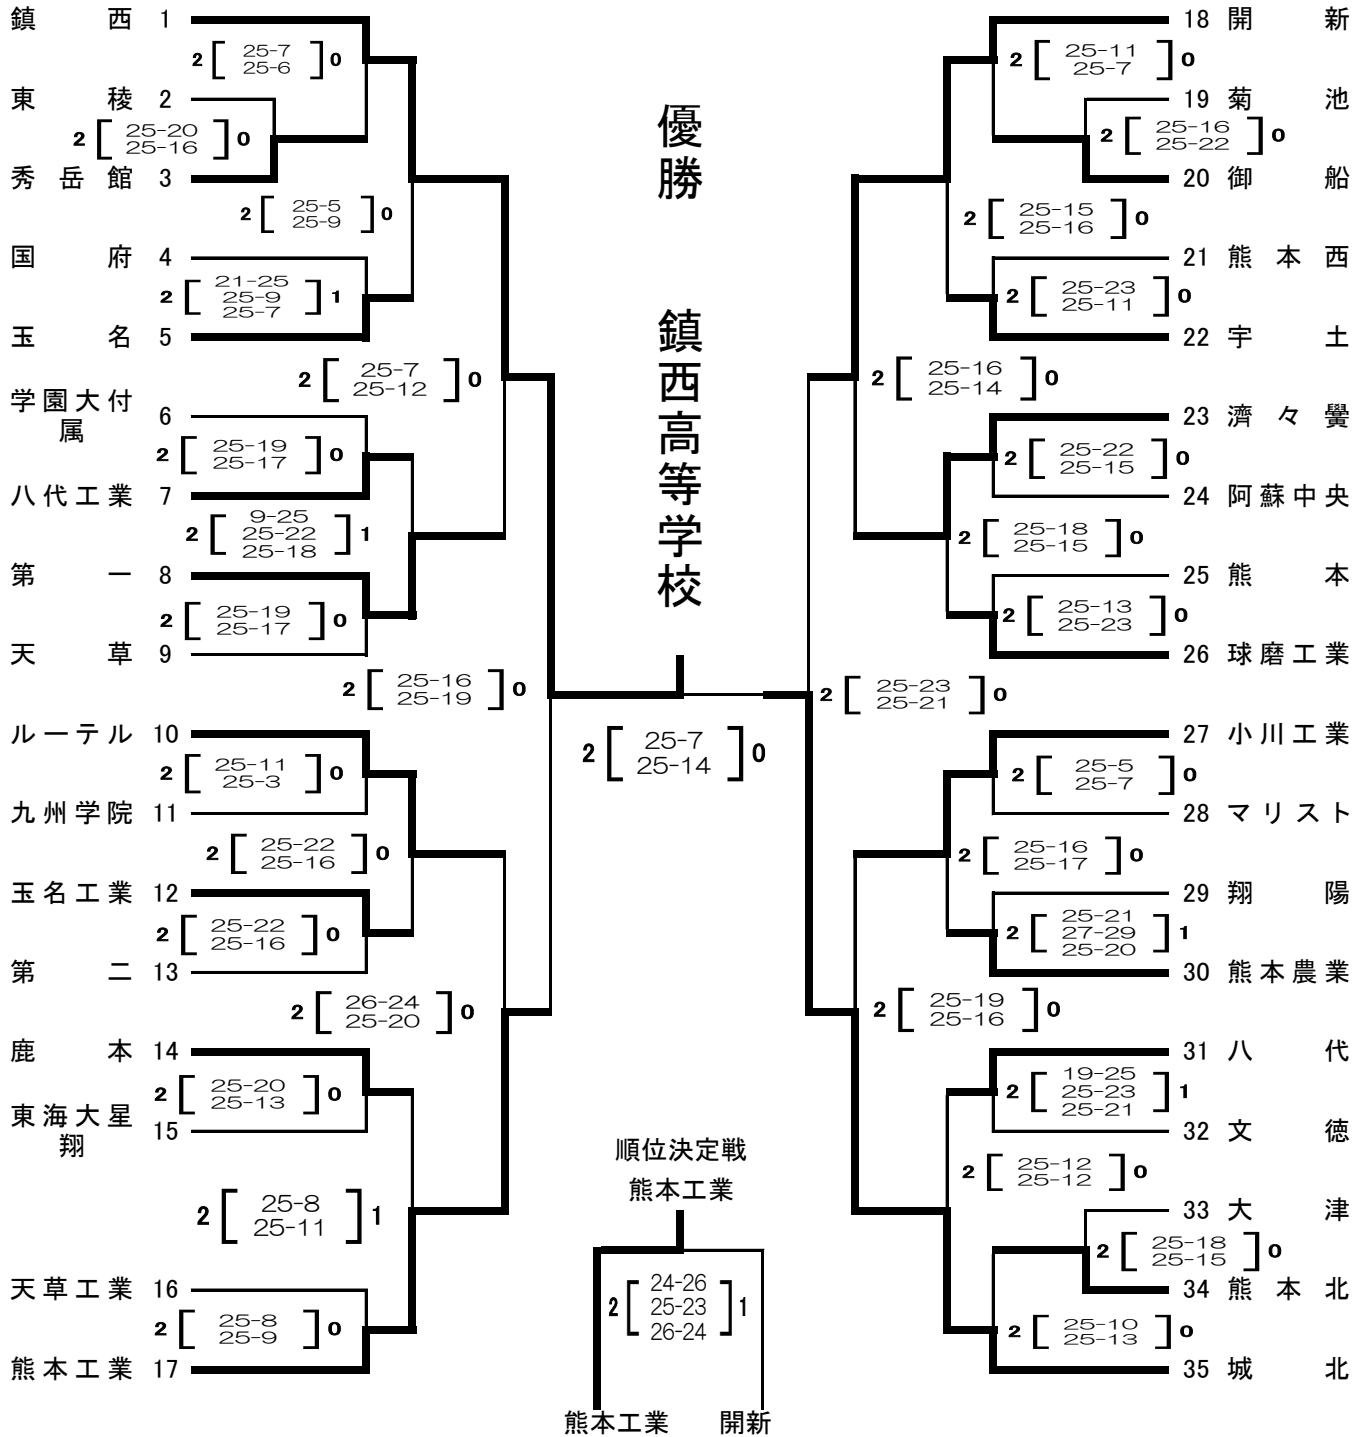 鎮西 1
2 [ 25-7 ] 0
25-6
東稜 2
2 [ 25-20 ] 0
25-16
秀岳館 3
2 [ 25-5 ] 0
25-9
国府 4
2 [ 21-25 ] 1
25-9
25-7
玉名 5
2 [ 25-7 ] 0
25-12
学園大付
属
6
2 [ 25-19 ] 0
25-17
八代工業 7
2 [ 9-25 ] 1
25-22
25-18
第一 8
2 [ 25-19 ] 0
25-17
天草 9
2 [ 25-16 ] 0
25-19
ルーテル 10
2 [ 25-11 ] 0
25-3
九州学院 11
2 [ 25-22 ] 0
25-16
玉名工業 12
2 [ 25-22 ] 0
25-16
第二 13
2 [ 26-24 ] 0
25-20
鹿本 14
2 [ 25-20 ] 0
25-13
東海大星
翔
15
2 [ 25-8 ] 1
25-11
天草工業 16
2 [ 25-8 ] 0
25-9
熊本工業 17
優勝 鎮西高等学校
2 [ 25-7 ] 0
25-14
順位決定戦
熊本工業
2 [ 24-26 ] 1
25-23
26-24
熊本工業 開新
18 開新
2 [ 25-11 ] 0
25-7
19 菊池
2 [ 25-16 ] 0
25-22
20 御船
2 [ 25-15 ] 0
25-16
21 熊本西
2 [ 25-23 ] 0
25-11
22 宇土
2 [ 25-16 ] 0
25-14
23 濟々黌
2 [ 25-22 ] 0
25-15
24 阿蘇中央
2 [ 25-18 ] 0
25-15
25 熊本
2 [ 25-13 ] 0
25-23
26 球磨工業
2 [ 25-23 ] 0
25-21
27 小川工業
2 [ 25-5 ] 0
25-7
28 マリスト
2 [ 25-16 ] 0
25-17
29 翔陽
2 [ 25-21 ] 1
27-29
25-20
30 熊本農業
2 [ 25-19 ] 0
25-16
31 八代
2 [ 19-25 ] 1
25-23
25-21
32 文徳
2 [ 25-12 ] 0
25-12
33 大津
2 [ 25-18 ] 0
25-15
34 熊本北
2 [ 25-10 ] 0
25-13
35 城北